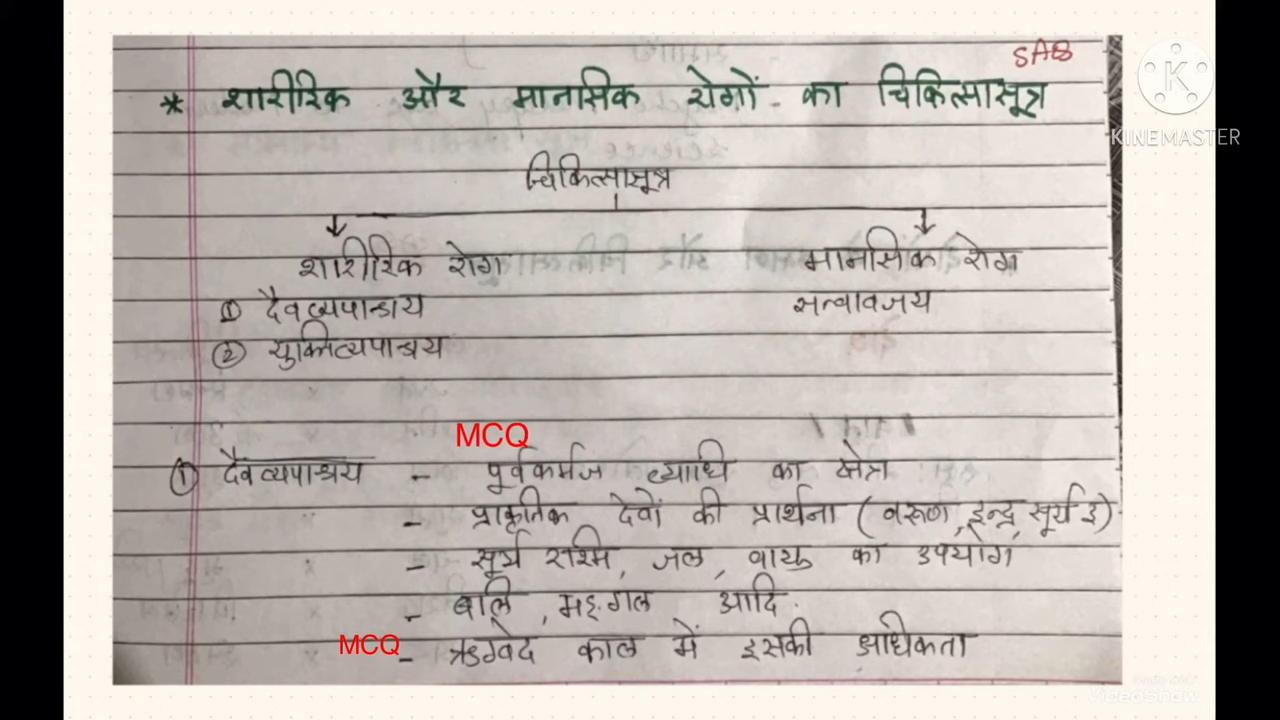 SAB
* शारीरिक और मानसिक रोगों का चिकित्सासूत्र
K
KINEMASTER
चिकित्सासूत्र
शारीरिक रोग मानसिक रोग
① दैवव्यपाश्रय सत्वावजय
② युक्तिव्यपाश्रय
MCQ
① दैवव्यपाश्रय - पूर्वकर्मज व्याधि का क्षेत्र
- प्राकृतिक देवों की प्रार्थना (वरूण, इन्द्र, सूर्य इ)
- सूर्य रश्मि, जल, वायु का उपयोग
- बलि, मङ्गल आदि
MCQ - ऋग्वेद काल में इसकी अधिकता
VideoShow